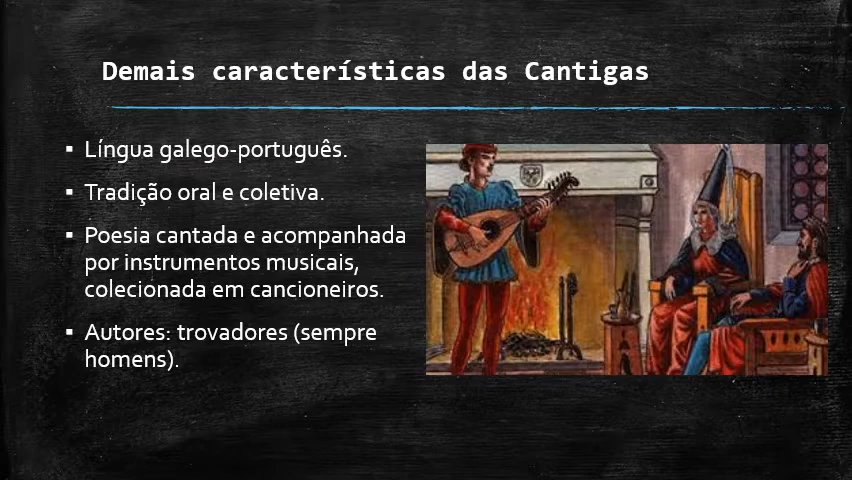 Demais características das Cantigas
▪ Língua galego-português.
▪ Tradição oral e coletiva.
▪ Poesia cantada e acompanhada
por instrumentos musicais,
colecionada em cancioneiros.
▪ Autores: trovadores (sempre
homens).